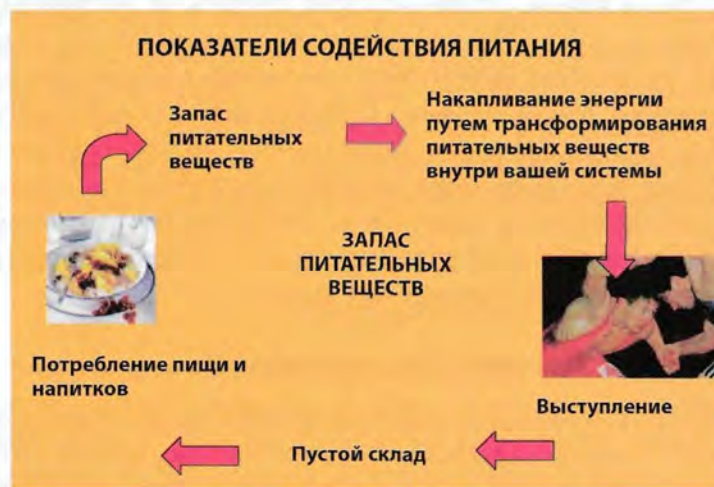 ПОКАЗАТЕЛИ СОДЕЙСТВИЯ ПИТАНИЯ
Запас
питательных
веществ
Накапливание энергии
путем трансформирования
питательных веществ
внутри вашей системы
ЗАПАС
ПИТАТЕЛЬНЫХ
ВЕЩЕСТВ
Потребление пищи и
напитков
Выступление
Пустой склад